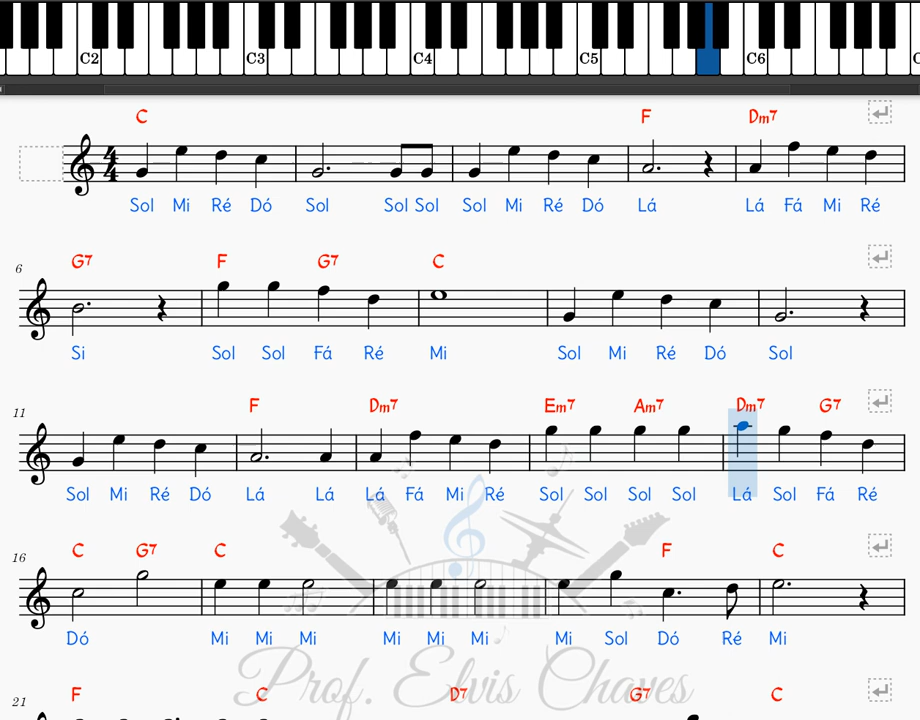 C2 C3 C4 C5 C6 C
C F Dm7
4
4
Sol Mi Ré Dó Sol Sol Sol Sol Mi Ré Dó Lá Lá Fá Mi Ré
6
G7 F G7 C
Si Sol Sol Fá Ré Mi Sol Mi Ré Dó Sol
11
F Dm7 Em7 Am7 Dm7 G7
Sol Mi Ré Dó Lá Lá Lá Fá Mi Ré Sol Sol Sol Sol Lá Sol Fá Ré
16
C G7 C F C
Dó Mi Mi Mi Mi Mi Mi Mi Sol Dó Ré Mi
Prof. Elvis Chaves
21
F C D7 G7 C